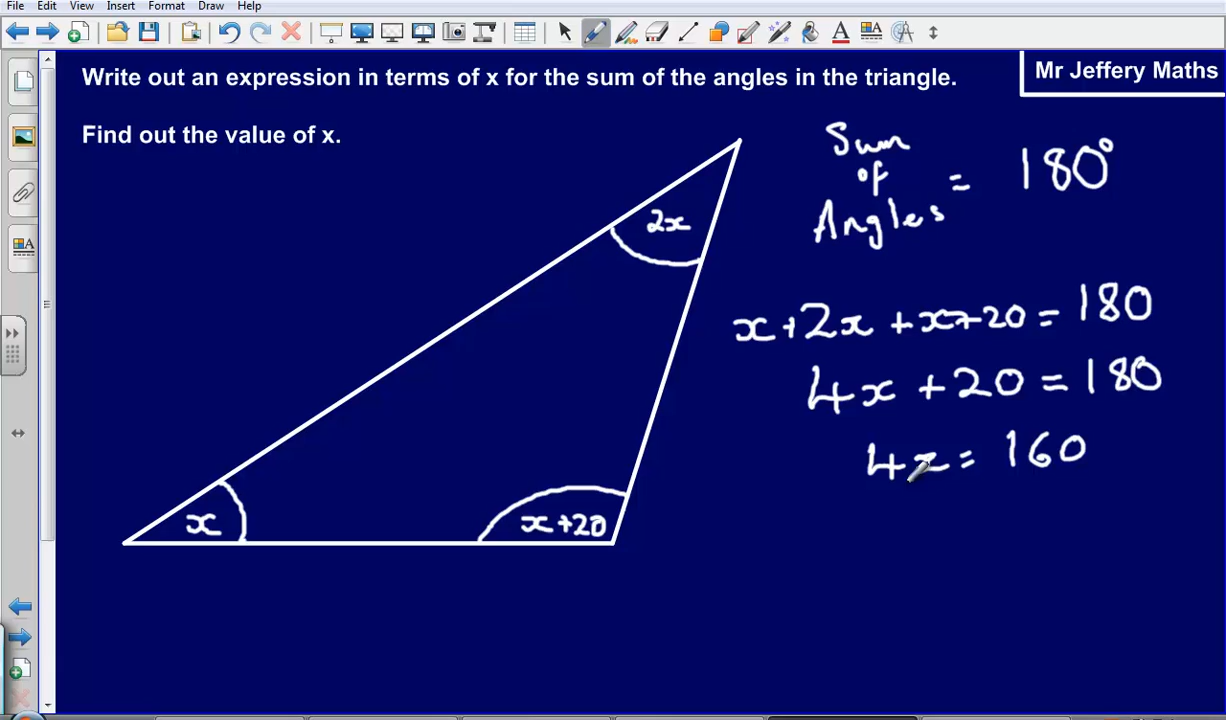 File Edit View Insert Format Draw Help
Write out an expression in terms of x for the sum of the angles in the triangle.
Mr Jeffery Maths
Find out the value of x.
Sum
of
Angles = 180°
2x
x+2x+x+20=180
4x+20=180
4x=160
x
x+20